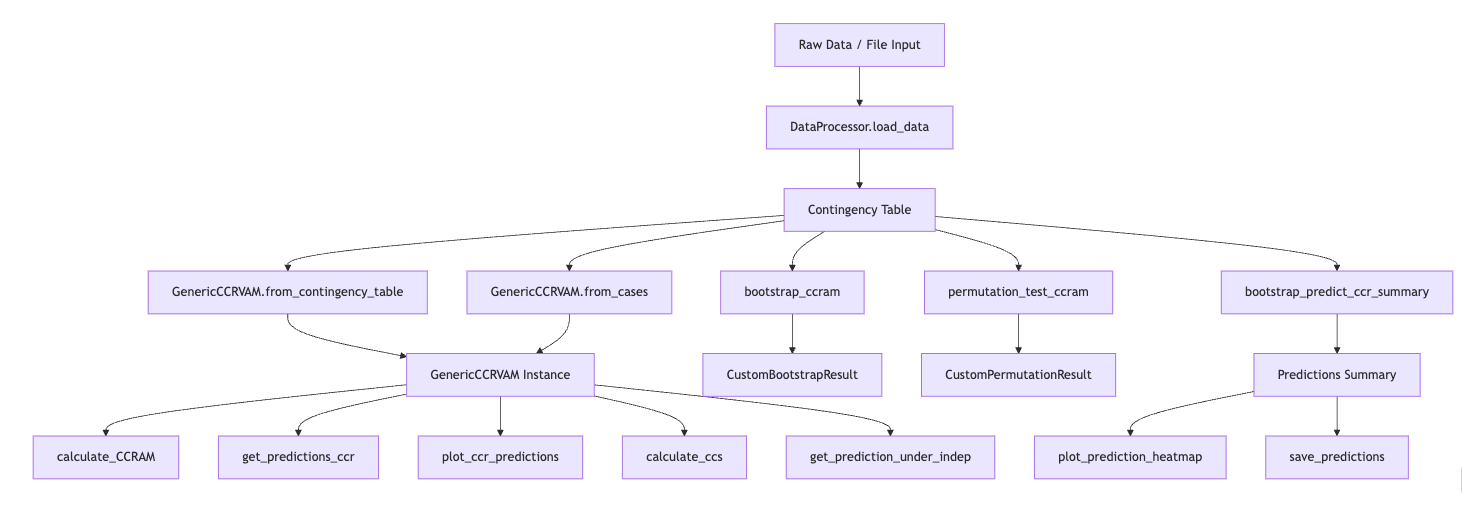 Raw Data / File Input
DataProcessor.load_data
Contingency Table
GenericCCRVAM.from_contingency_table
GenericCCRVAM.from_cases
bootstrap_ccram
permutation_test_ccram
bootstrap_predict_ccr_summary
GenericCCRVAM Instance
CustomBootstrapResult
CustomPermutationResult
Predictions Summary
calculate_CCRAM
get_predictions_ccr
plot_ccr_predictions
calculate_ccs
get_prediction_under_indep
plot_prediction_heatmap
save_predictions